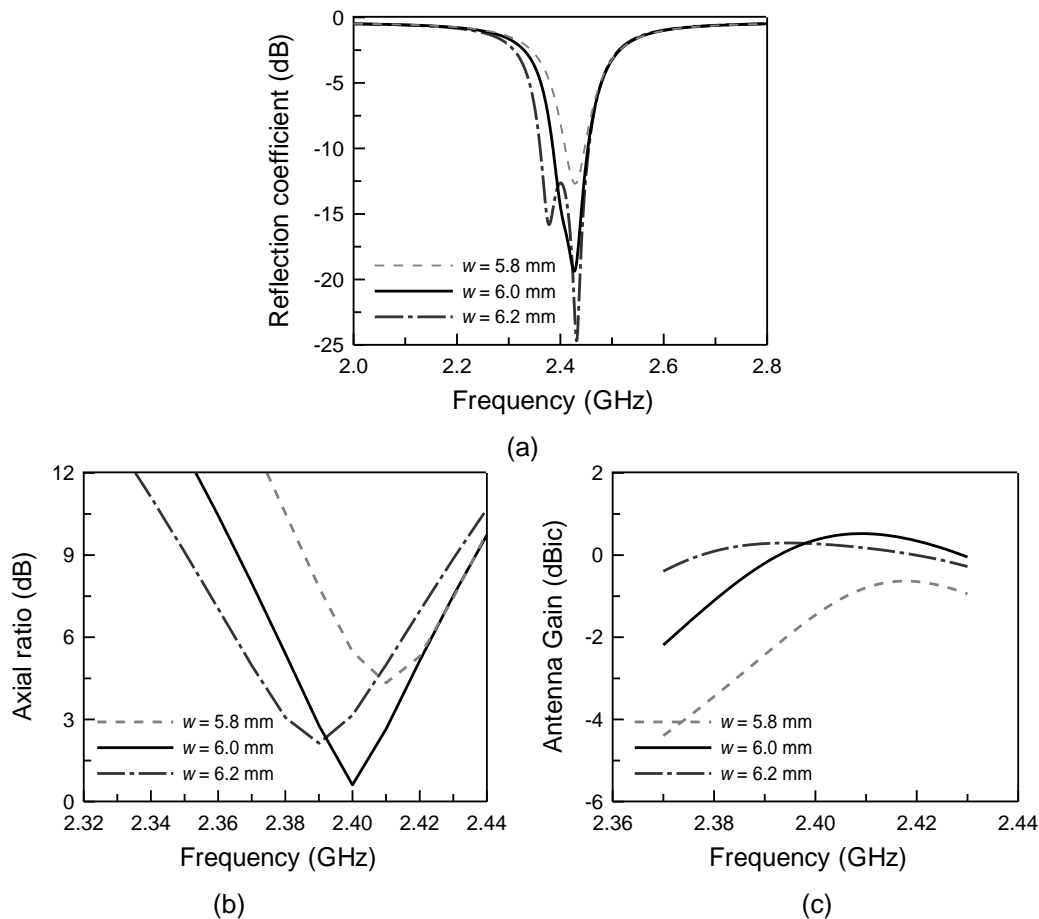 0
-5
-10
-15
-20
-25
Reflection coefficient (dB)
w = 5.8 mm
w = 6.0 mm
w = 6.2 mm
2.0 2.2 2.4 2.6 2.8
Frequency (GHz)
(a)
12
9
6
3
0
Axial ratio (dB)
w = 5.8 mm
w = 6.0 mm
w = 6.2 mm
2.32 2.34 2.36 2.38 2.40 2.42 2.44
Frequency (GHz)
(b)
2
0
-2
-4
-6
Antenna Gain (dBic)
w = 5.8 mm
w = 6.0 mm
w = 6.2 mm
2.36 2.38 2.40 2.42 2.44
Frequency (GHz)
(c)